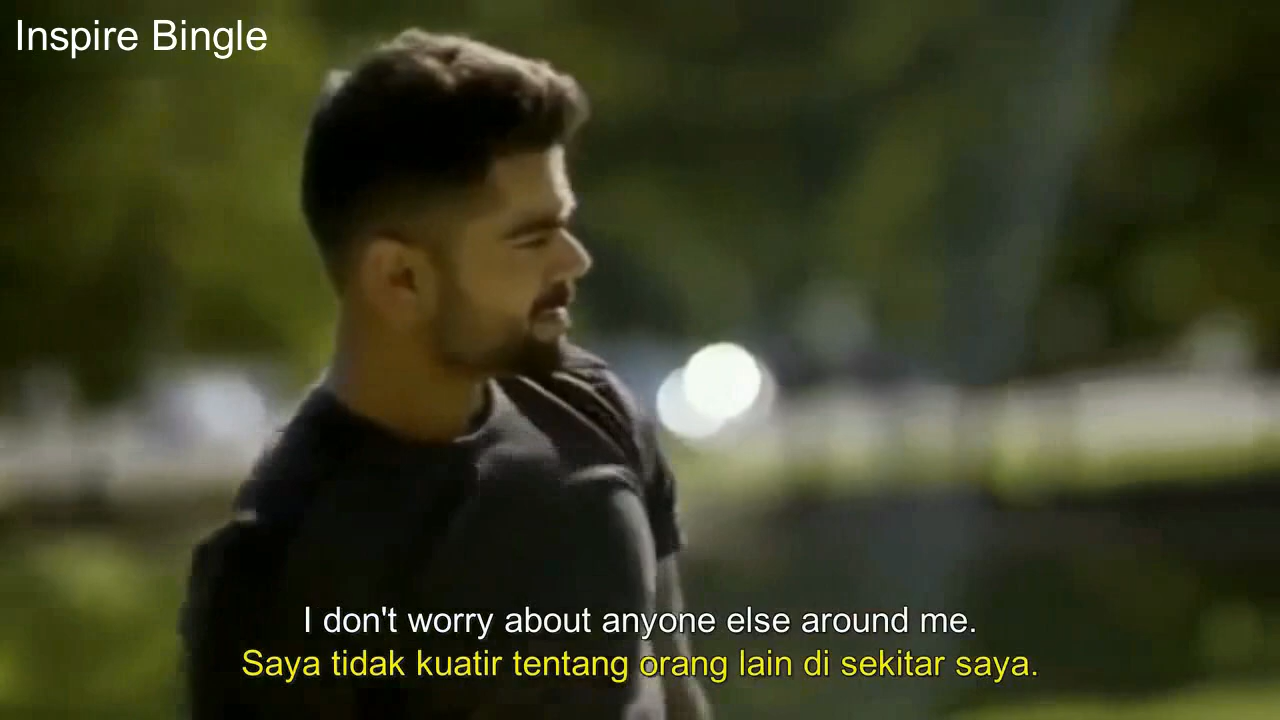 Inspire Bingle
I don't worry about anyone else around me.
Saya tidak kuatir tentang orang lain di sekitar saya.